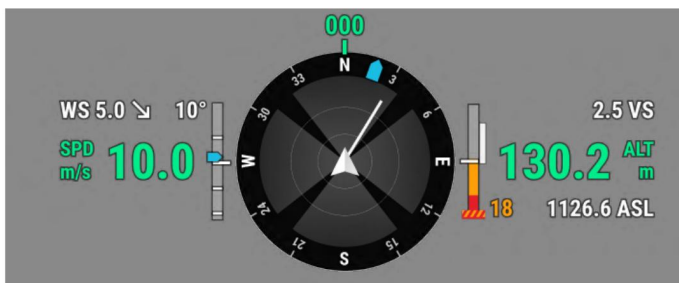 000
N
33
3
30
6
WS 5.0 ↘ 10°
2.5 VS
SPD
m/s
10.0
W
E
130.2
ALT
m
24
12
18
1126.6 ASL
21
15
S